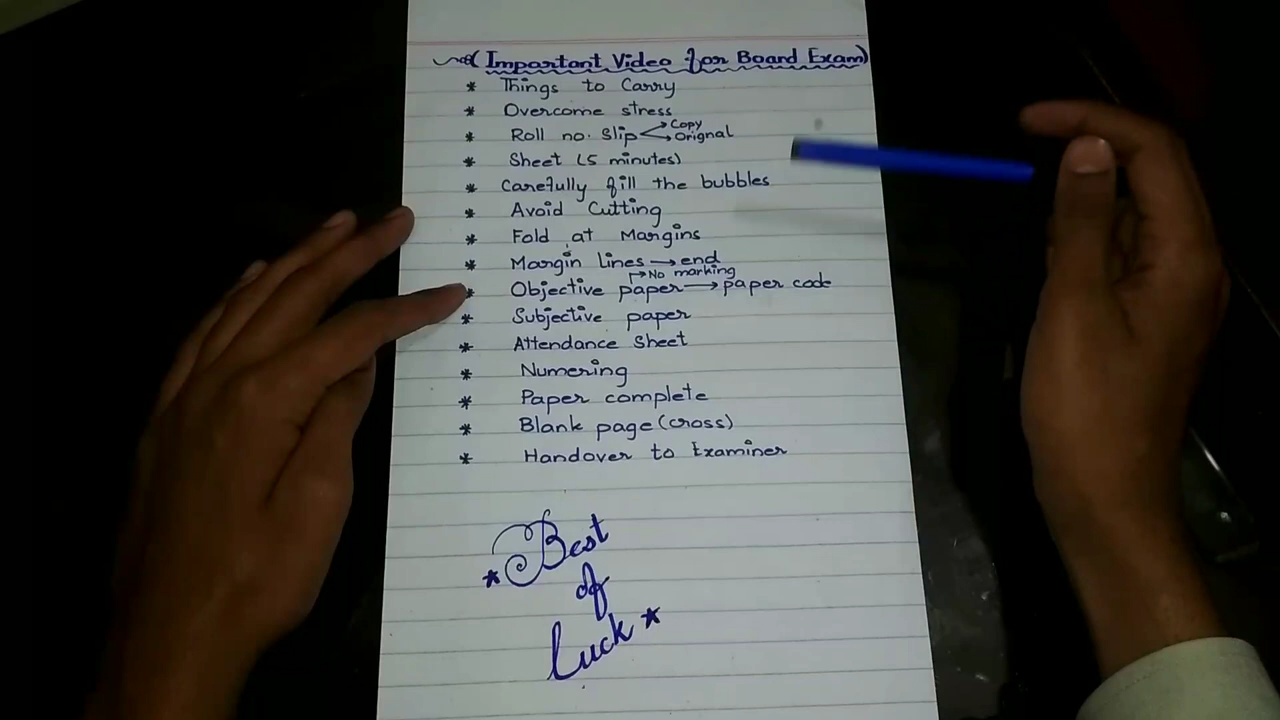 (Important Video for Board Exam)
* Things to Carry
* Overcome stress
* Roll no. Slip → Copy
→ Orignal
* Sheet (5 minutes)
* Carefully fill the bubbles
* Avoid Cutting
* Fold at Margins
* Margin lines → end
→ No marking
* Objective paper → paper code
* Subjective paper
* Attendance Sheet
* Numering
* Paper complete
* Blank page (cross)
* Handover to Examiner
* Best
of
Luck *